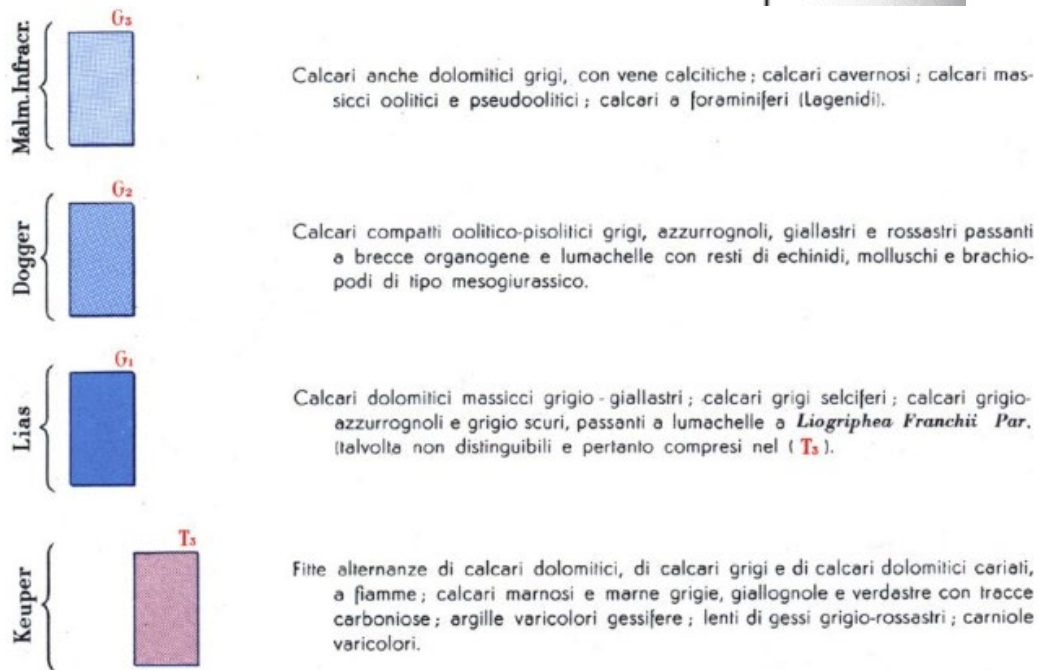 Malm.Infracr.
G3
Calcari anche dolomitici grigi, con vene calcitiche ; calcari cavernosi ; calcari mas-
sicci oolitici e pseudoolitici ; calcari a foraminiferi (Lagenidi).
Dogger
G2
Calcari compatti oolitico-pisolitici grigi, azzurrognoli, giallastri e rossastri passanti
a brecce organogene e lumachelle con resti di echinidi, molluschi e brachio-
podi di tipo mesogiurassico.
Lias
G1
Calcari dolomitici massicci grigio - giallastri ; calcari grigi selciferi ; calcari grigio-
azzurrognoli e grigio scuri, passanti a lumachelle a Liogriphea Franchii Par.
(talvolta non distinguibili e pertanto compresi nel ( T3 ).
Keuper
T3
Fitte alternanze di calcari dolomitici, di calcari grigi e di calcari dolomitici cariati,
a fiamme ; calcari marnosi e marne grigie, giallognole e verdastre con tracce
carboniose ; argille varicolori gessifere ; lenti di gessi grigio-rossastri ; carniole
varicolori.